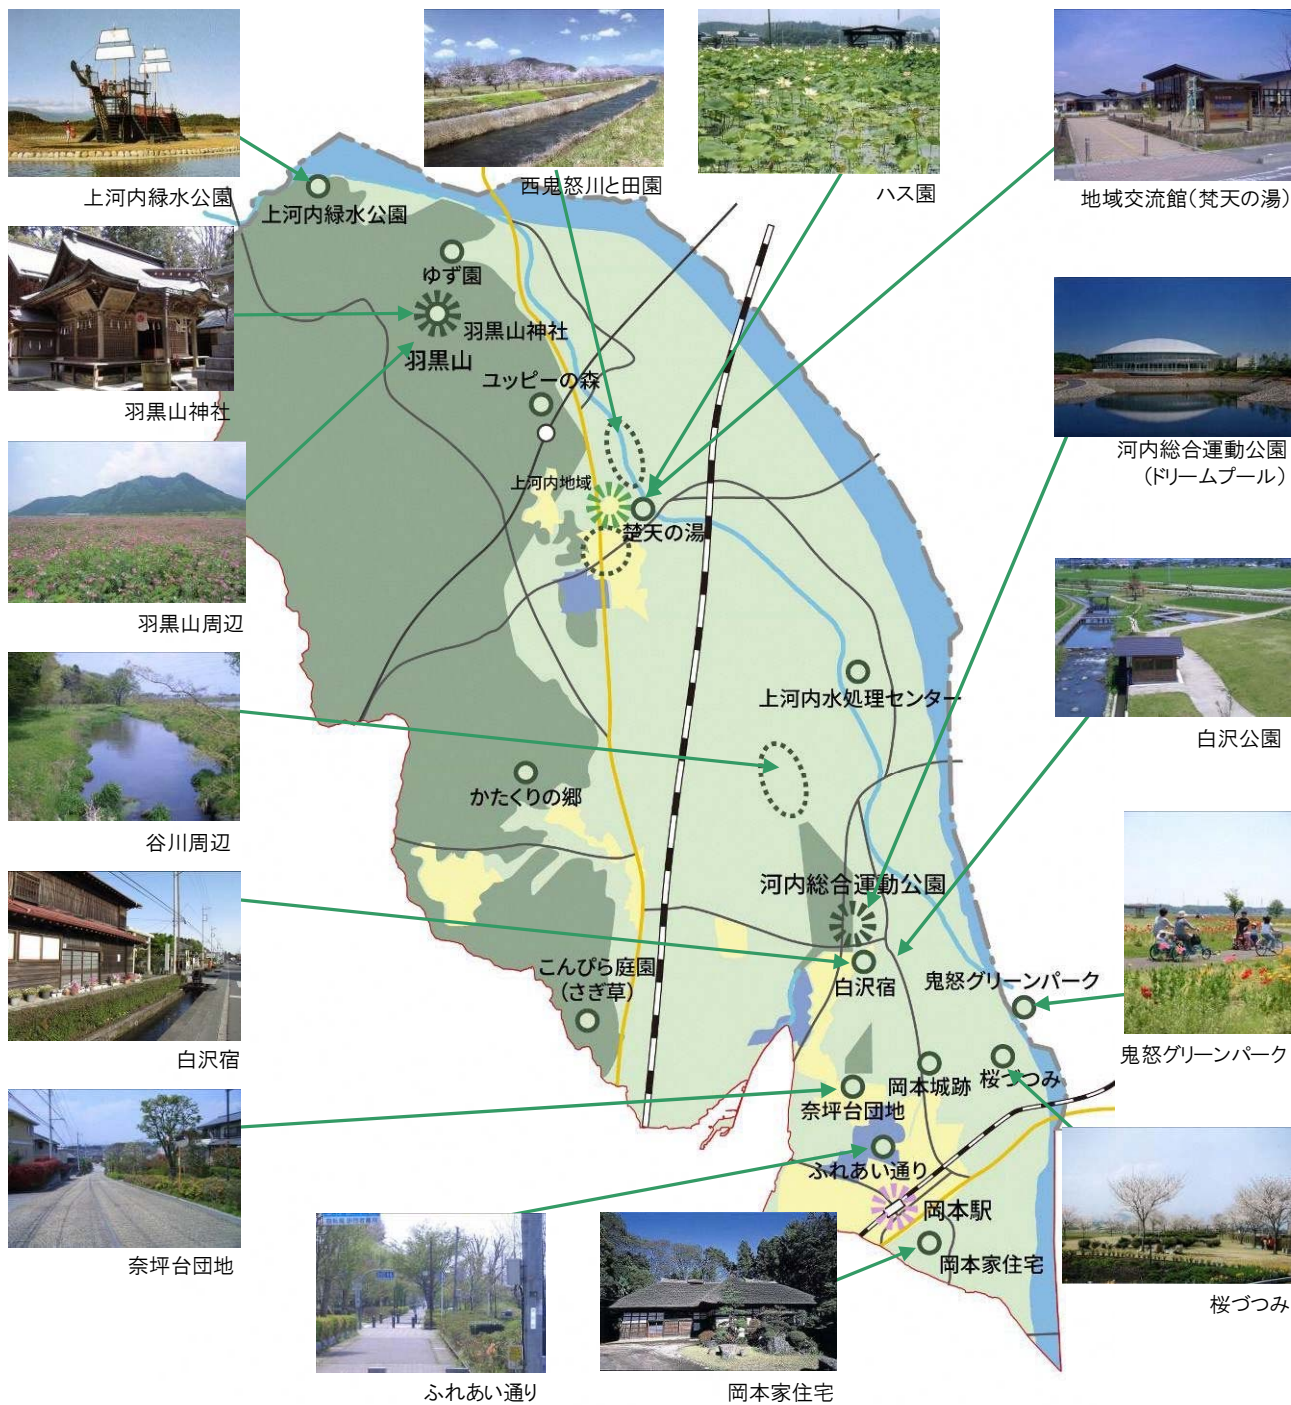 上河内緑水公園
西鬼怒川と田園
ハス園
地域交流館(梵天の湯)
上河内緑水公園
ゆず園
羽黒山神社
羽黒山
ユッピーの森
羽黒山神社
河内総合運動公園
(ドリームプール)
上河内地域
楚天の湯
羽黒山周辺
上河内水処理センター
白沢公園
かたくりの郷
谷川周辺
河内総合運動公園
こんぴら庭園
(さぎ草)
白沢宿
鬼怒グリーンパーク
白沢宿
鬼怒グリーンパーク
岡本城跡
桜づつみ
奈坪台団地
ふれあい通り
岡本駅
岡本家住宅
奈坪台団地
桜づつみ
ふれあい通り
岡本家住宅